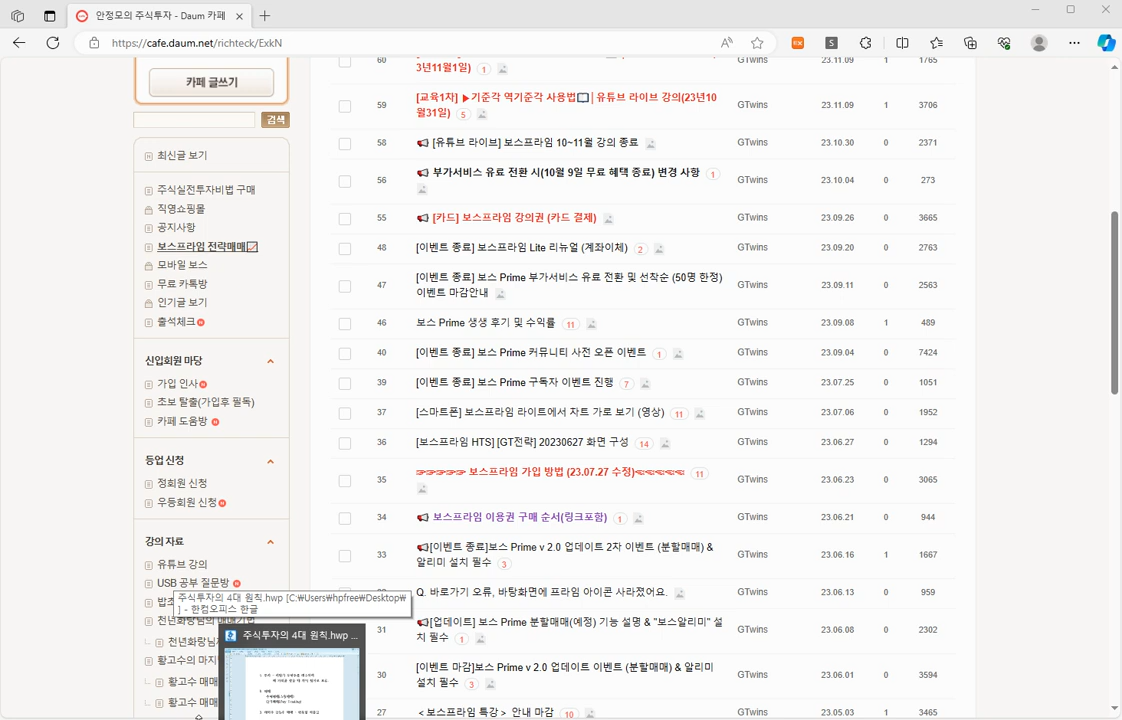 안정모의 주식투자 - Daum 카페
https://cafe.daum.net/richteck/ExkN
카페 글쓰기
검색
최신글 보기
주식실전투자비법 구매
직영쇼핑몰
공지사항
보스프라임 전략매매
모바일 보스
무료 카톡방
인기글 보기
출석체크
신입회원 마당
가입 인사
초보 탈출(가입후 필독)
카페 도움방
등업 신청
정회원 신청
우등회원 신청
강의 자료
유튜브 강의
USB 공부 질문방
주식투자의 4대 원칙.hwp [C:\Users\hpfree\Desktop\
] - 한컴오피스 한글
천년화랑의 매매기법
황고수의 마지
황고수 매매
황고수 매매
주식투자의 4대 원칙.hwp ...
60 3년11월1일) 1 GTwins 23.11.09 1 1765
59 [교육1차] ▶기준각 역기준각 사용법📖│유튜브 라이브 강의(23년10
월31일) 5 GTwins 23.11.09 1 3706
58 📢 [유튜브 라이브] 보스프라임 10~11월 강의 종료 GTwins 23.10.30 0 2371
56 📢 부가서비스 유료 전환 시(10월 9일 무료 혜택 종료) 변경 사항 1 GTwins 23.10.04 0 273
55 📢 [카드] 보스프라임 강의권 (카드 결제) GTwins 23.09.26 0 3665
48 [이벤트 종료] 보스프라임 Lite 리뉴얼 (계좌이체) 2 GTwins 23.09.20 0 2763
47 [이벤트 종료] 보스 Prime 부가서비스 유료 전환 및 선착순 (50명 한정)
이벤트 마감안내 GTwins 23.09.11 0 2563
46 보스 Prime 생생 후기 및 수익률 11 GTwins 23.09.08 1 489
40 [이벤트 종료] 보스 Prime 커뮤니티 사전 오픈 이벤트 1 GTwins 23.09.04 0 7424
39 [이벤트 종료] 보스 Prime 구독자 이벤트 진행 7 GTwins 23.07.25 0 1051
37 [스마트폰] 보스프라임 라이트에서 차트 가로 보기 (영상) 11 GTwins 23.07.06 0 1952
36 [보스프라임 HTS] [GT전략] 20230627 화면 구성 14 GTwins 23.06.27 0 1294
35 ☞☞☞☞☞ 보스프라임 가입 방법 (23.07.27 수정)☜☜☜☜☜ 11 GTwins 23.06.23 0 3065
34 📢 보스프라임 이용권 구매 순서(링크포함) 1 GTwins 23.06.21 0 944
33 📢[이벤트 종료]보스 Prime v 2.0 업데이트 2차 이벤트 (분할매매) &
알리미 설치 필수 3 GTwins 23.06.16 1 1667
Q. 바로가기 오류, 바탕화면에 프라임 아이콘 사라졌어요. GTwins 23.06.13 0 959
31 📢[업데이트] 보스 Prime 분할매매(예정) 기능 설명 & "보스알리미" 설
치 필수 1 GTwins 23.06.08 0 2302
30 [이벤트 마감]보스 Prime v 2.0 업데이트 이벤트 (분할매매) & 알리미
설치 필수 3 GTwins 23.06.01 0 3594
27 < 보스프라임 특강 > 안내 마감 10 GTwins 23.05.03 1 3465